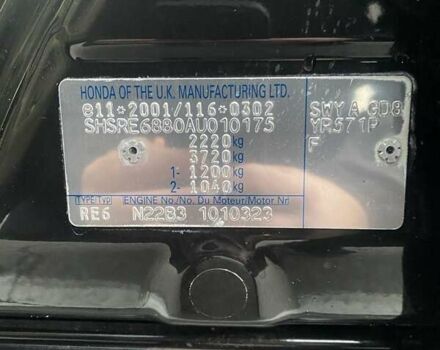 HONDA OF THE U.K. MANUFACTURING LTD.
e11*2001/116*0302 SWYA GD8
SHSRE6880AU010175 YR571P
2220 kg F
3720 kg
1- 1200 kg
2- 1040 kg
TYPE/TYP ENGINE No./No. Du Moteur/Motor Nr
RE6 N22B3 1010323